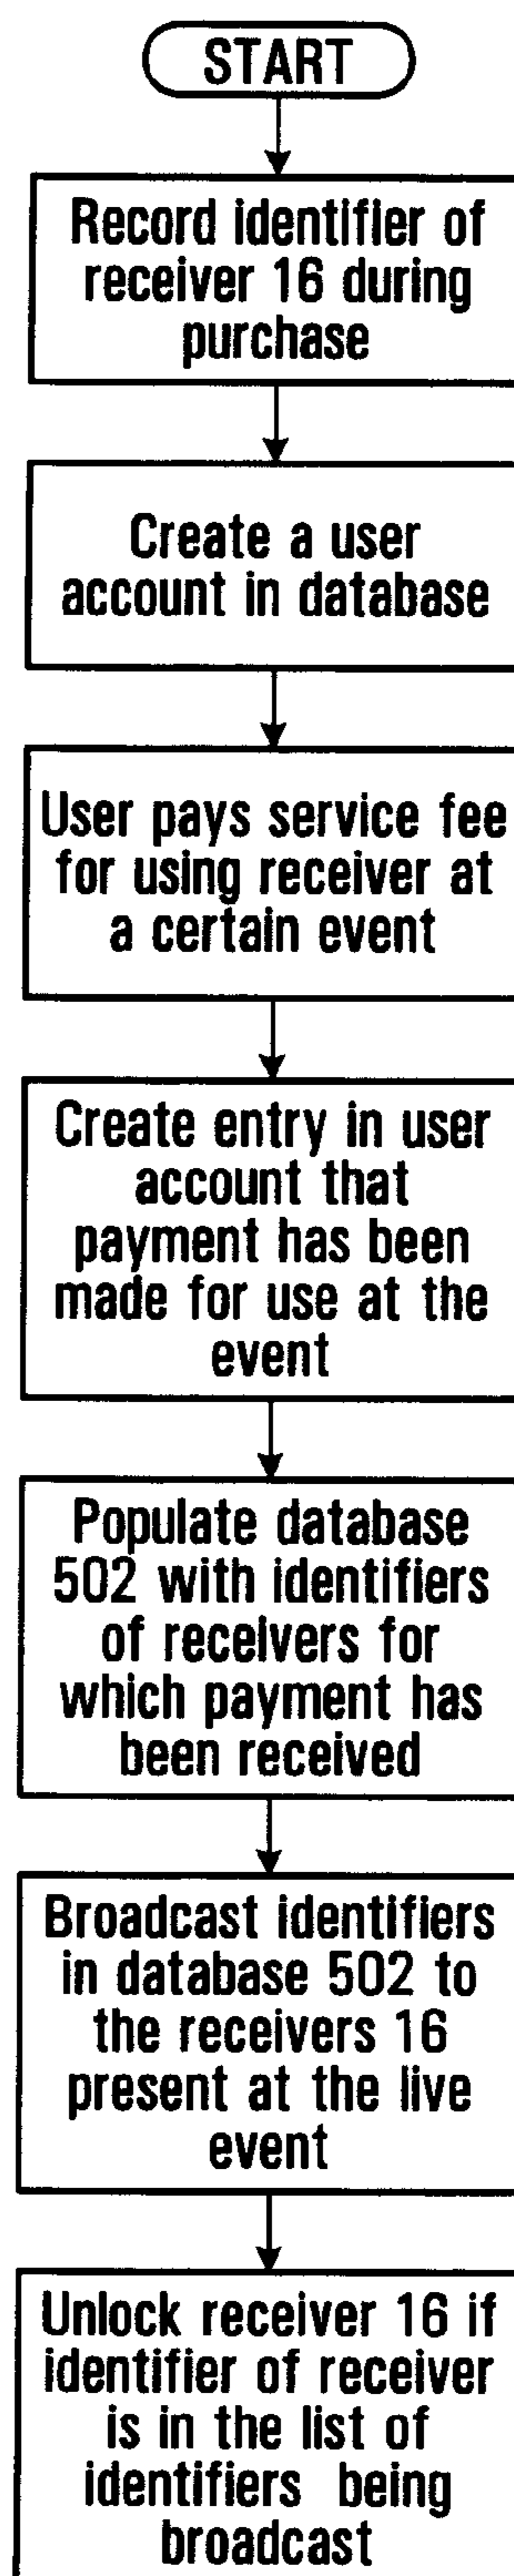 START
Record identifier of
receiver 16 during
purchase
Create a user
account in database
User pays service fee
for using receiver at
a certain event
Create entry in user
account that
payment has been
made for use at the
event
Populate database
502 with identifiers
of receivers for
which payment has
been received
Broadcast identifiers
in database 502 to
the receivers 16
present at the live
event
Unlock receiver 16 if
identifier of receiver
is in the list of
identifiers being
broadcast